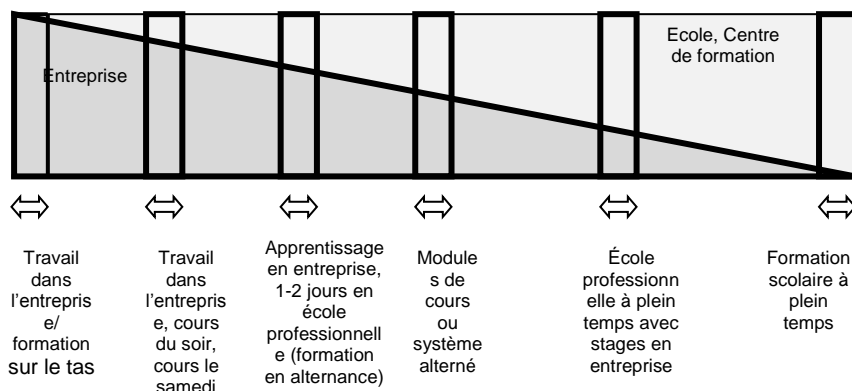 Entreprise
Ecole, Centre
de formation
Travail
dans
l'entrepris
e/
formation
sur le tas
Travail
dans
l'entrepris
e, cours
du soir,
cours le
samedi
Apprentissage
en entreprise,
1-2 jours en
école
professionnell
e (formation
en alternance)
Module
s de
cours
ou
système
alterné
École
professionn
elle à plein
temps avec
stages en
entreprise
Formation
scolaire à
plein
temps